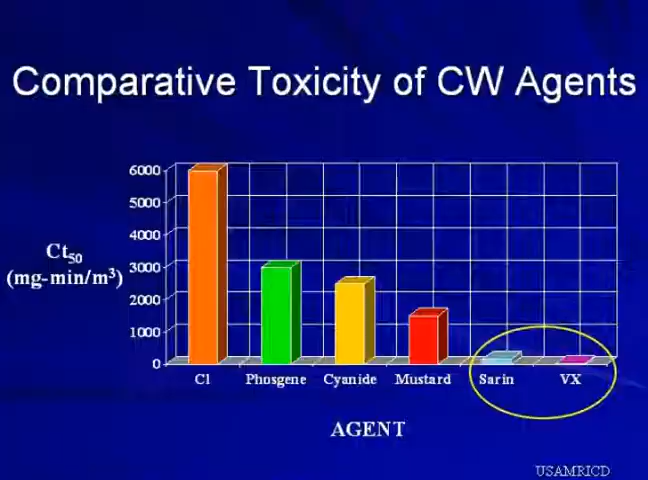 Comparative Toxicity of CW Agents
6000
5000
4000
3000
2000
1000
0
Ct50
(mg-min/m³)
Cl Phosgene Cyanide Mustard Sarin VX
AGENT
USAMRICD